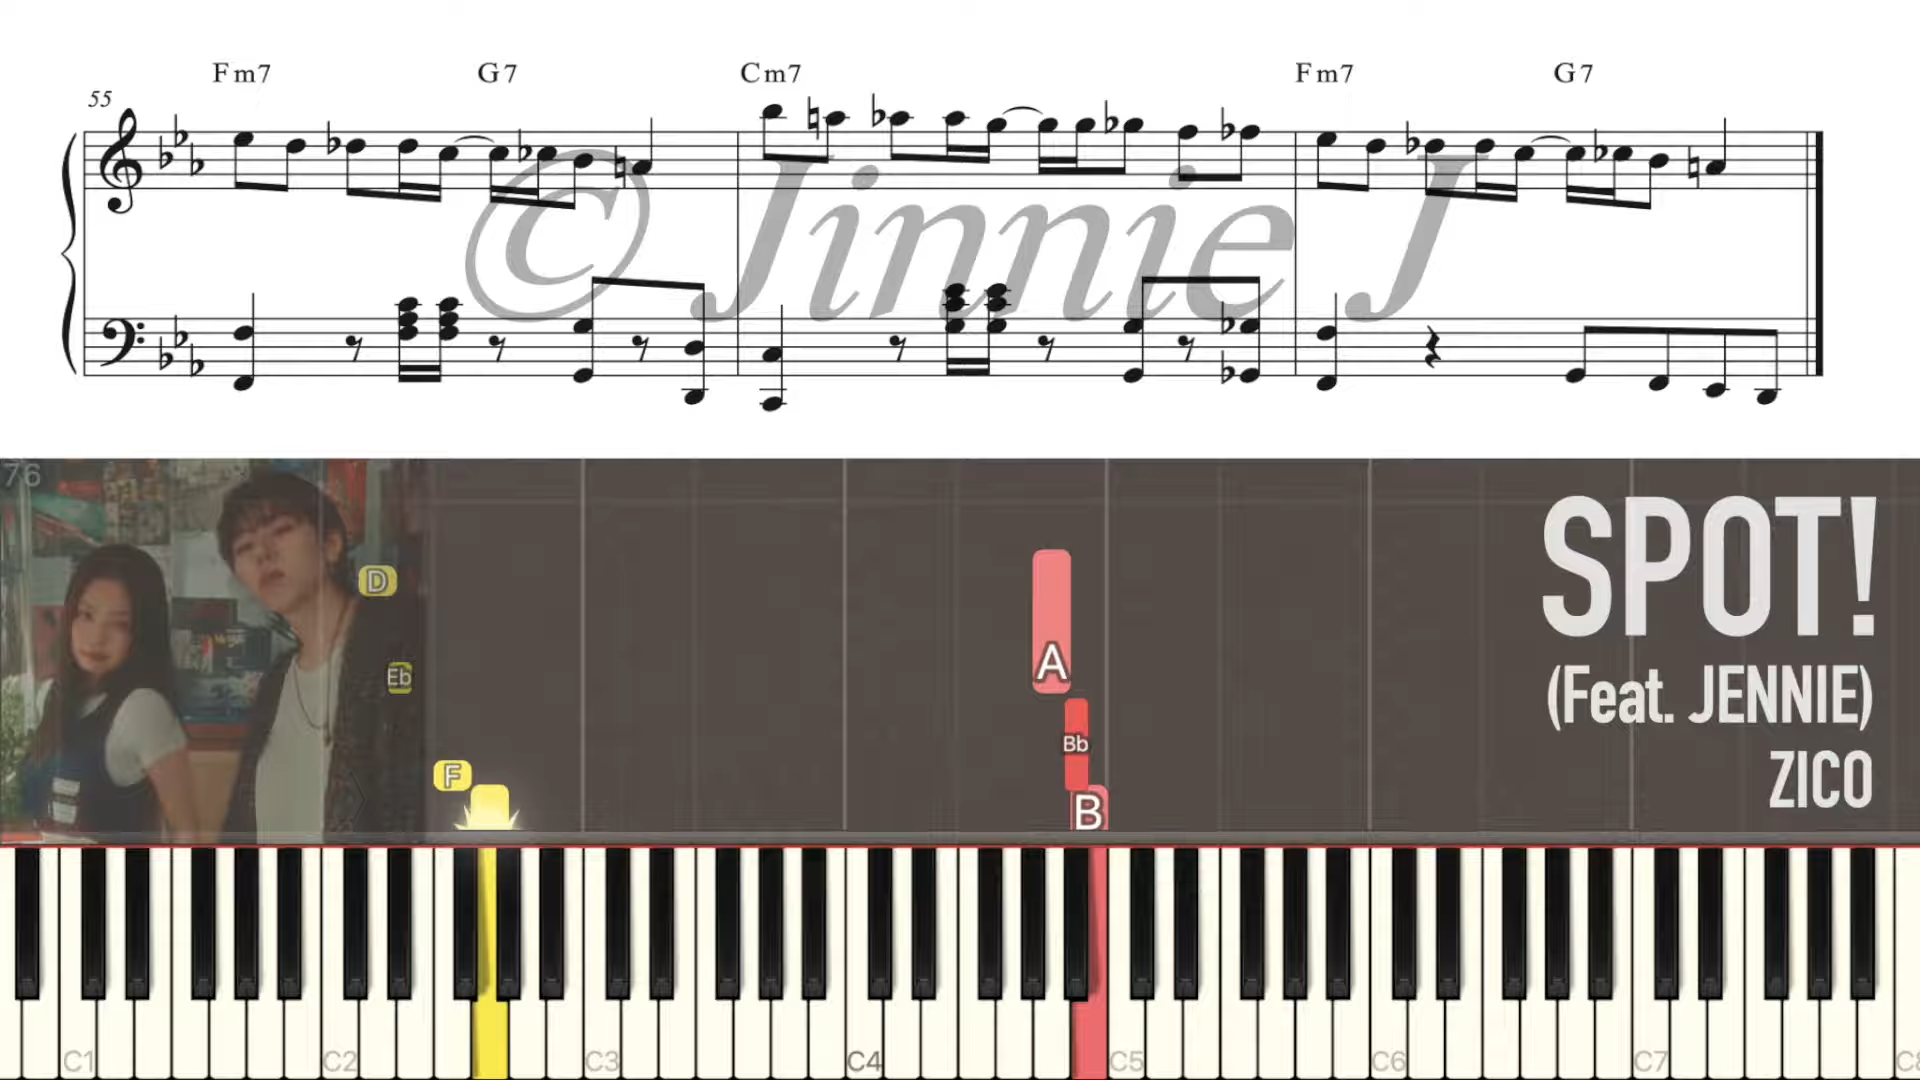 Fm7 G7 Cm7 Fm7 G7
55
© Jinnie J
76
SPOT!
(Feat. JENNIE)
ZICO
D
Eb
F
A
Bb
B
C1 C2 C3 C4 C5 C6 C7 C8